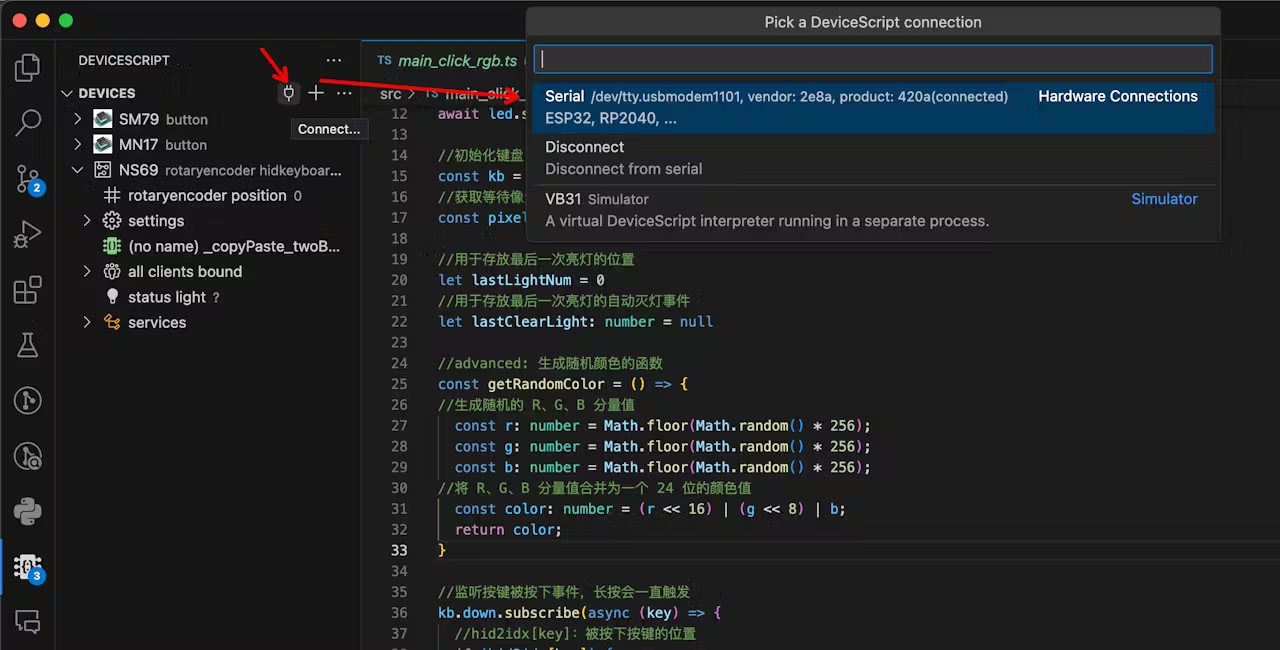 Pick a DeviceScript connection
Serial /dev/tty.usbmodem1101, vendor: 2e8a, product: 420a(connected) Hardware Connections
ESP32, RP2040, ...
Disconnect
Disconnect from serial
VB31 Simulator Simulator
A virtual DeviceScript interpreter running in a separate process.
DEVICESCRIPT ...
DEVICES ...
Connect...
SM79 button
MN17 button
NS69 rotaryencoder hidkeyboar...
rotaryencoder position 0
settings
(no name) _copyPaste_twoB...
all clients bound
status light ?
services
2
3
TS main_click_rgb.ts
src > TS main_click_
12 await led.s
13
14 //初始化键盘
15 const kb =
16 //获取等待像
17 const pixel
18
19 //用于存放最后一次亮灯的位置
20 let lastLightNum = 0
21 //用于存放最后一次亮灯的自动灭灯事件
22 let lastClearLight: number = null
23
24 //advanced: 生成随机颜色的函数
25 const getRandomColor = () => {
26 //生成随机的 R、G、B 分量值
27 const r: number = Math.floor(Math.random() * 256);
28 const g: number = Math.floor(Math.random() * 256);
29 const b: number = Math.floor(Math.random() * 256);
30 //将 R、G、B 分量值合并为一个 24 位的颜色值
31 const color: number = (r << 16) | (g << 8) | b;
32 return color;
33 }
34
35 //监听按键被按下事件，长按会一直触发
36 kb.down.subscribe(async (key) => {
37 //hid2idx[key]：被按下按键的位置